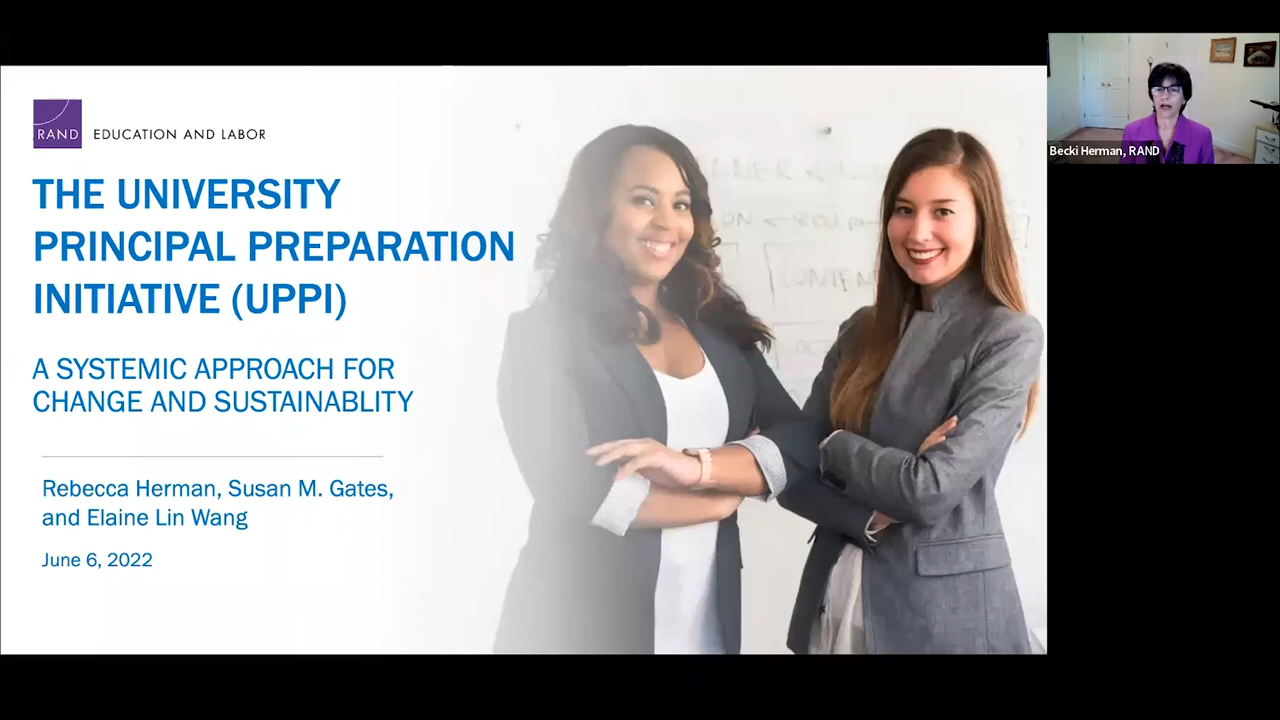 RAND EDUCATION AND LABOR
THE UNIVERSITY
PRINCIPAL PREPARATION
INITIATIVE (UPPI)
A SYSTEMIC APPROACH FOR
CHANGE AND SUSTAINABLITY
Rebecca Herman, Susan M. Gates,
and Elaine Lin Wang
June 6, 2022
Becki Herman, RAND